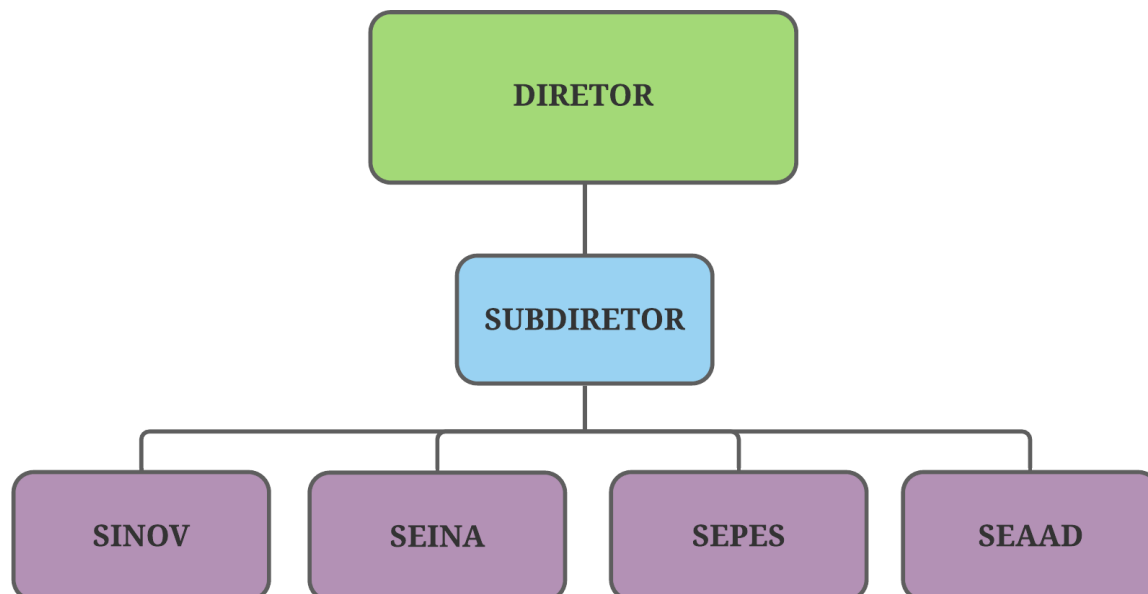 DIRETOR
SUBDIRETOR
SINOV
SEINA
SEPES
SEAAD